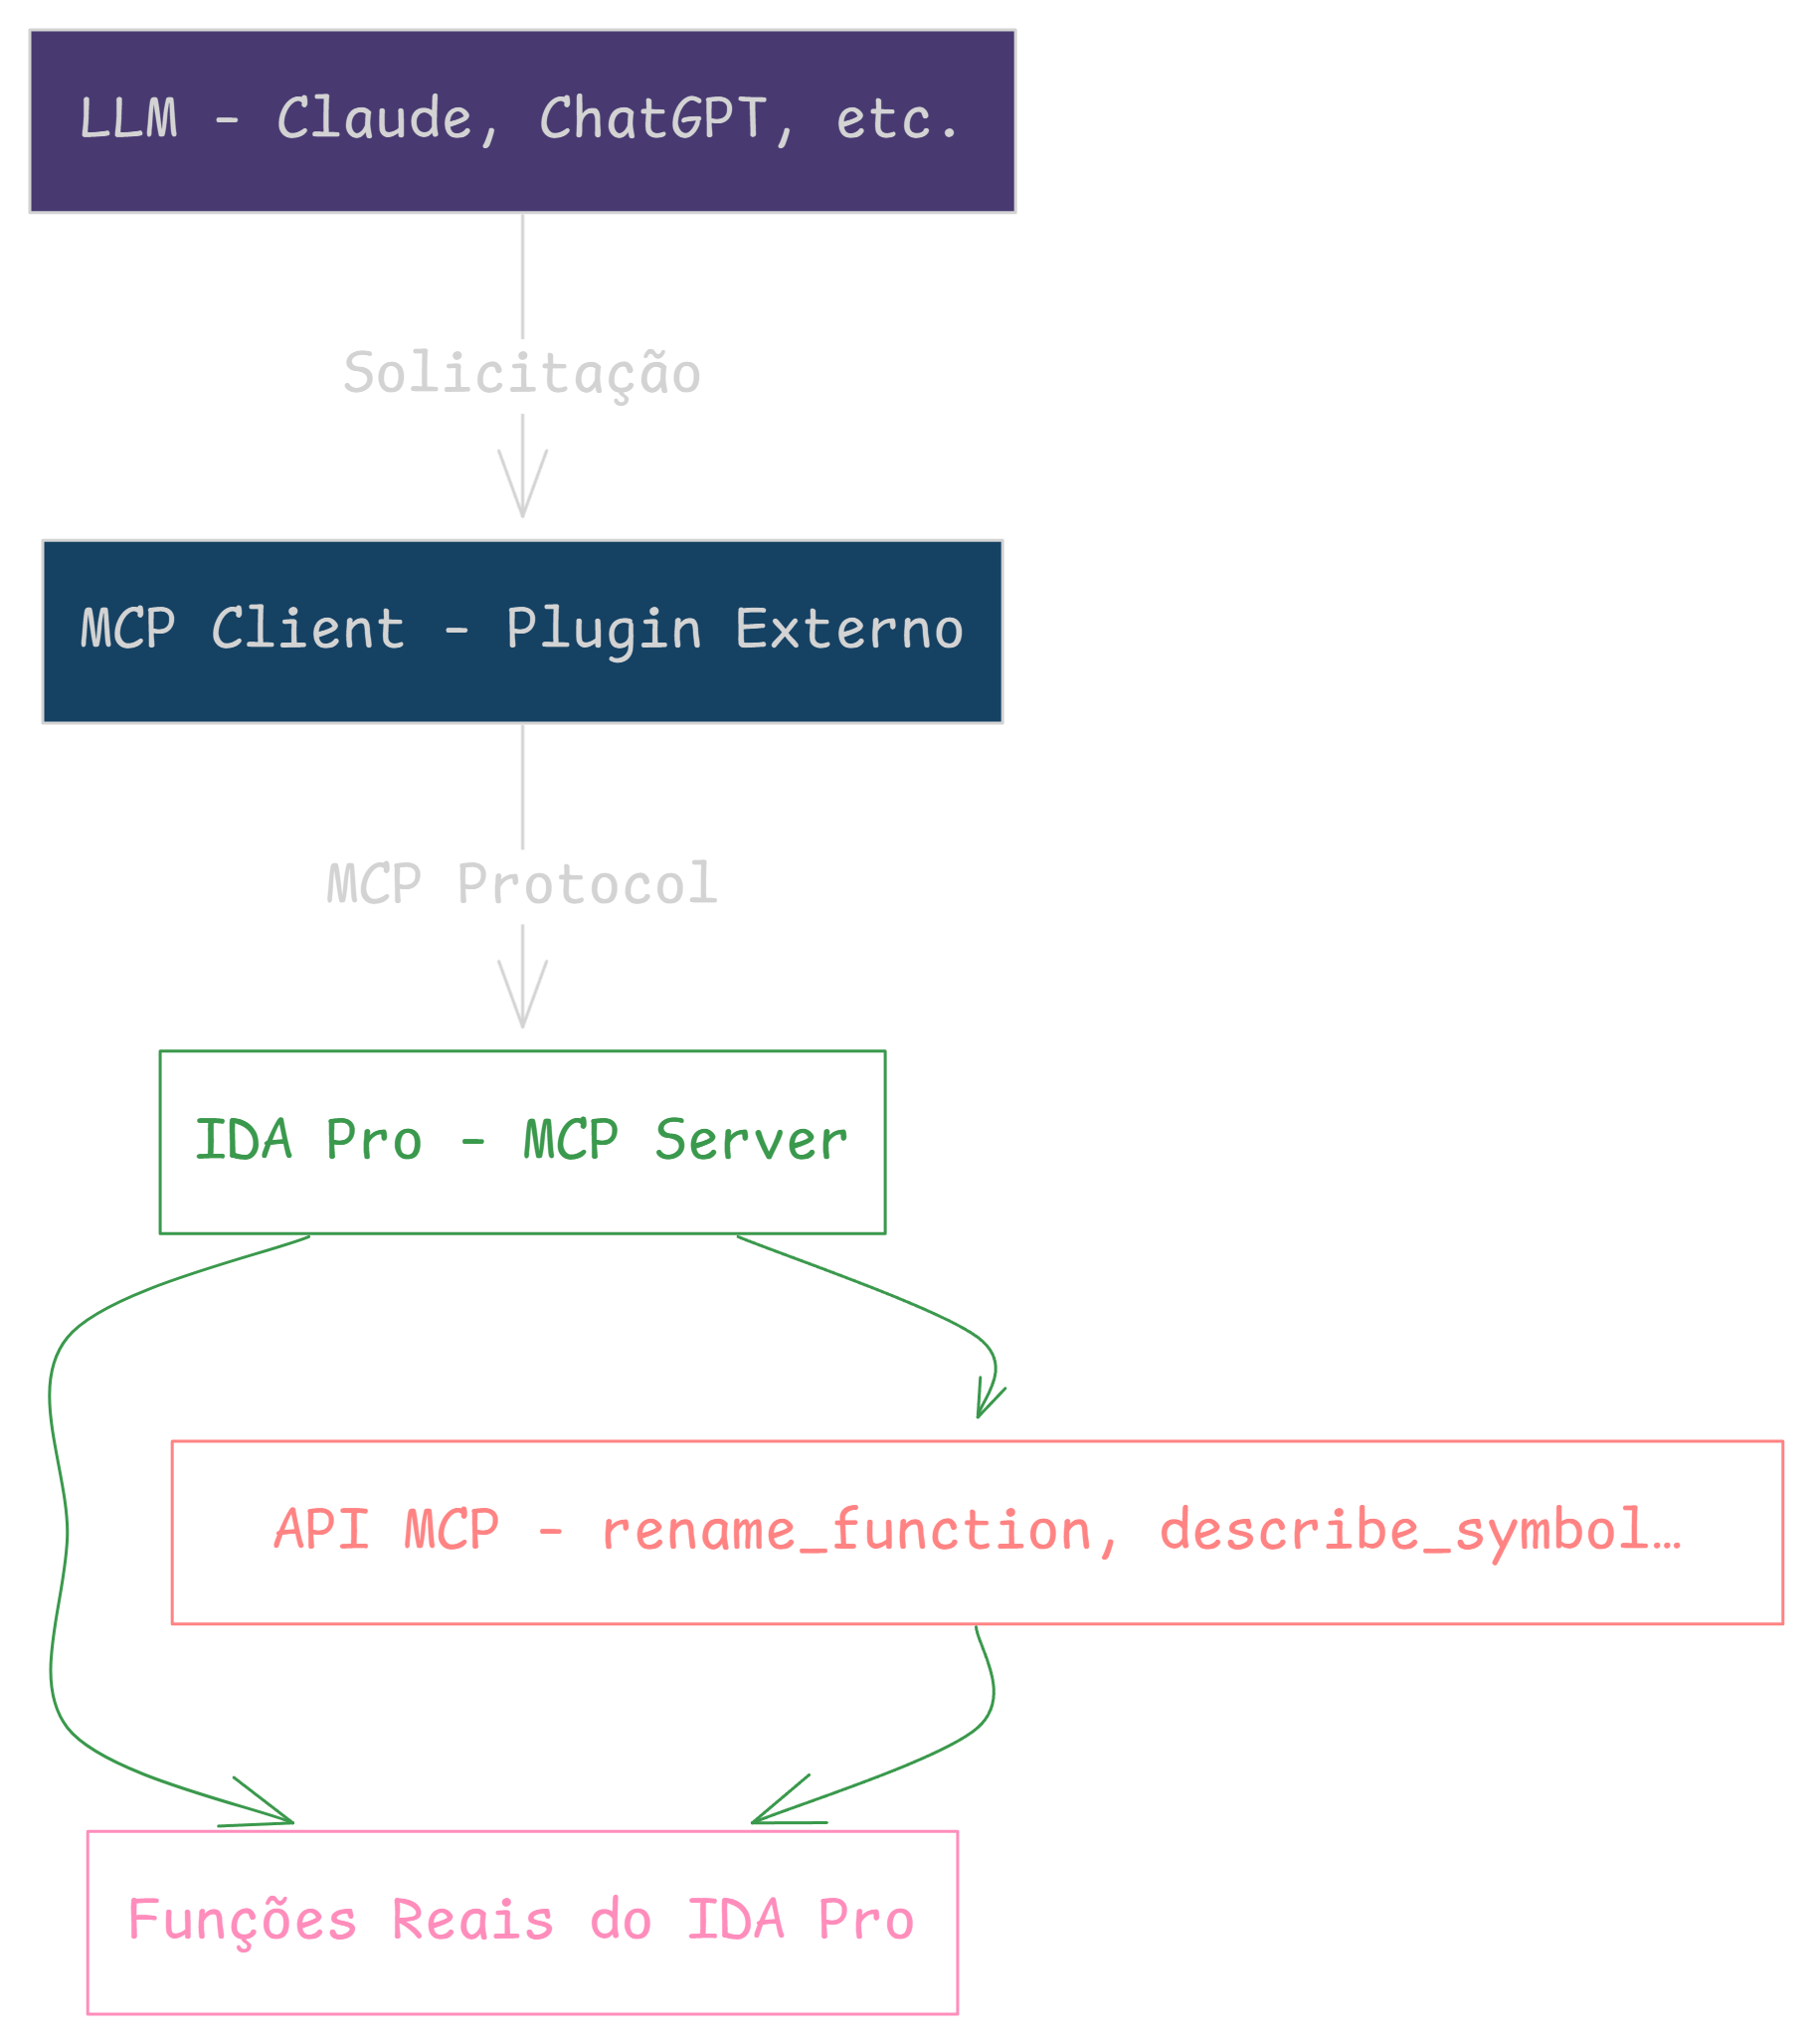 LLM - Claude, ChatGPT, etc.
Solicitação
MCP Client - Plugin Externo
MCP Protocol
IDA Pro - MCP Server
API MCP - rename_function, describe_symbol…
Funções Reais do IDA Pro